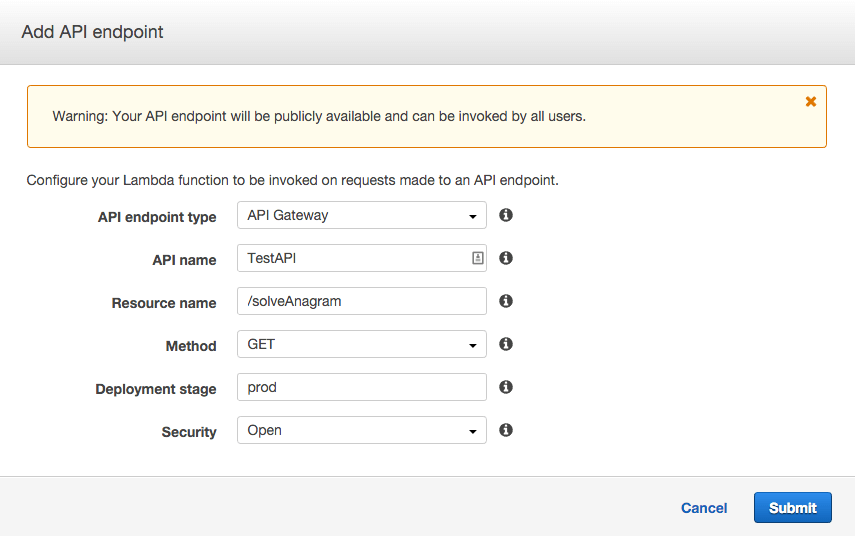 Add API endpoint
Warning: Your API endpoint will be publicly available and can be invoked by all users.
Configure your Lambda function to be invoked on requests made to an API endpoint.
API endpoint type API Gateway
API name TestAPI
Resource name /solveAnagram
Method GET
Deployment stage prod
Security Open
Cancel Submit